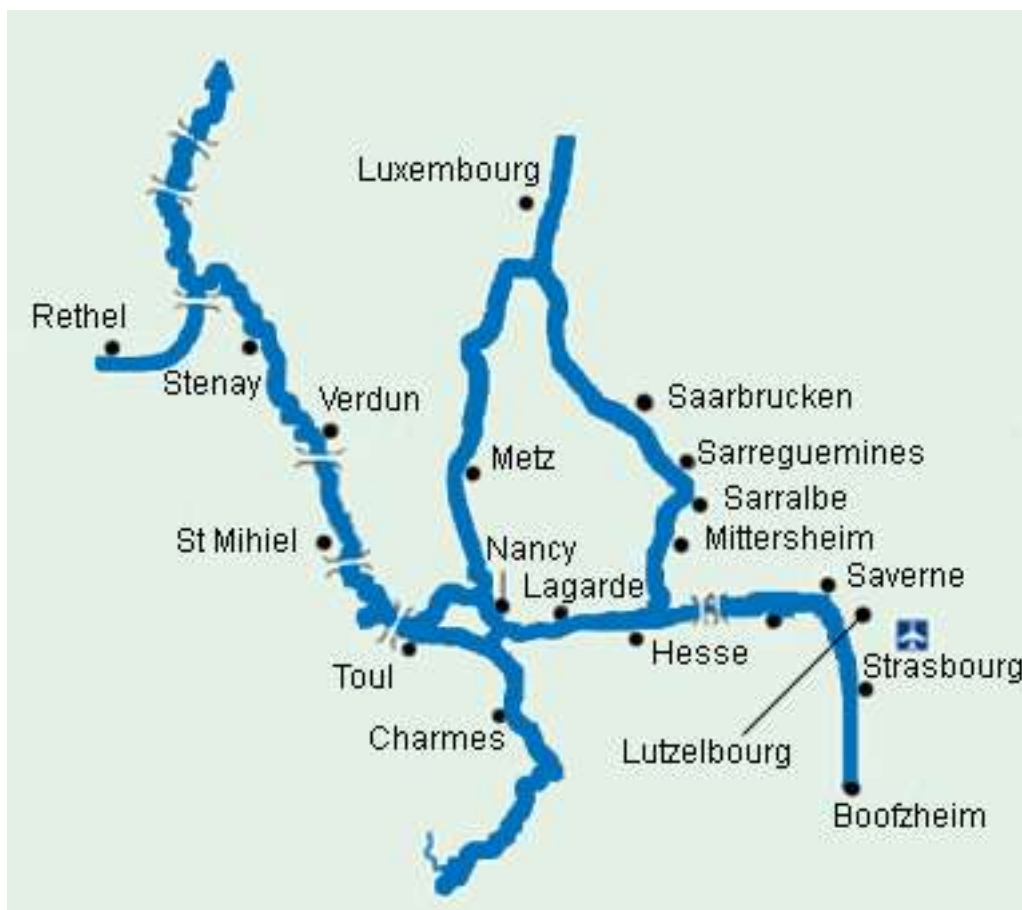 Luxembourg
Rethel
Stenay
Verdun
Saarbrucken
Metz
Sarreguemines
Sarralbe
St Mihiel
Nancy
Mittersheim
Lagarde
Saverne
Hesse
Toul
Strasbourg
Charmes
Lutzelbourg
Boofzheim